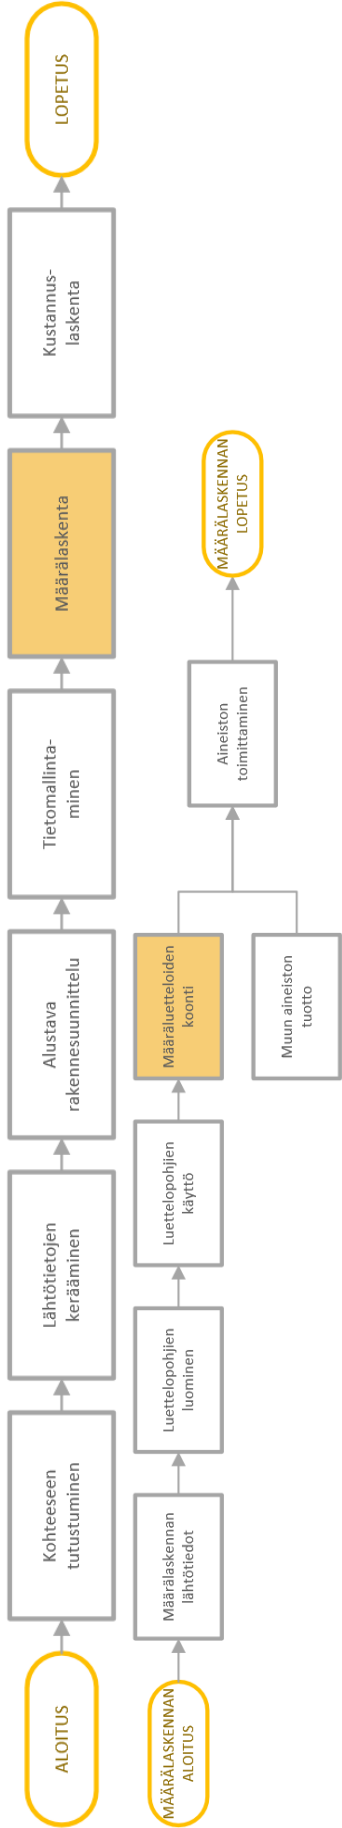 ALOITUS
Kohteeseen
tutustuminen
Lähtötietojen
kerääminen
Alustava
rakennesuunnittelu
Tietomallinta-
minen
Määrälaskenta
Kustannus-
laskenta
LOPETUS
MÄÄRÄLASKENNAN
ALOITUS
Määrälaskennan
lähtötiedot
Luettelopohjien
luominen
Luettelopohjien
käyttö
Määräluetteloiden
koonti
Muun aineiston
tuotto
Aineiston
toimittaminen
MÄÄRÄLASKENNAN
LOPETUS